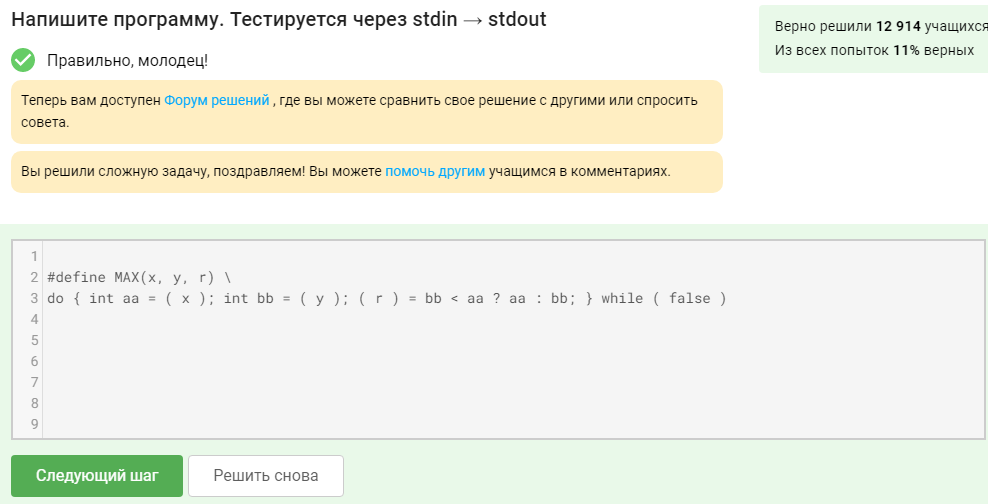 Напишите программу. Тестируется через stdin → stdout
Верно решили 12 914 учащихся
Из всех попыток 11% верных
Правильно, молодец!
Теперь вам доступен Форум решений , где вы можете сравнить свое решение с другими или спросить
совета.
Вы решили сложную задачу, поздравляем! Вы можете помочь другим учащимся в комментариях.
1
2 #define MAX(x, y, r) \
3 do { int aa = ( x ); int bb = ( y ); ( r ) = bb < aa ? aa : bb; } while ( false )
4
5
6
7
8
9
Следующий шаг
Решить снова